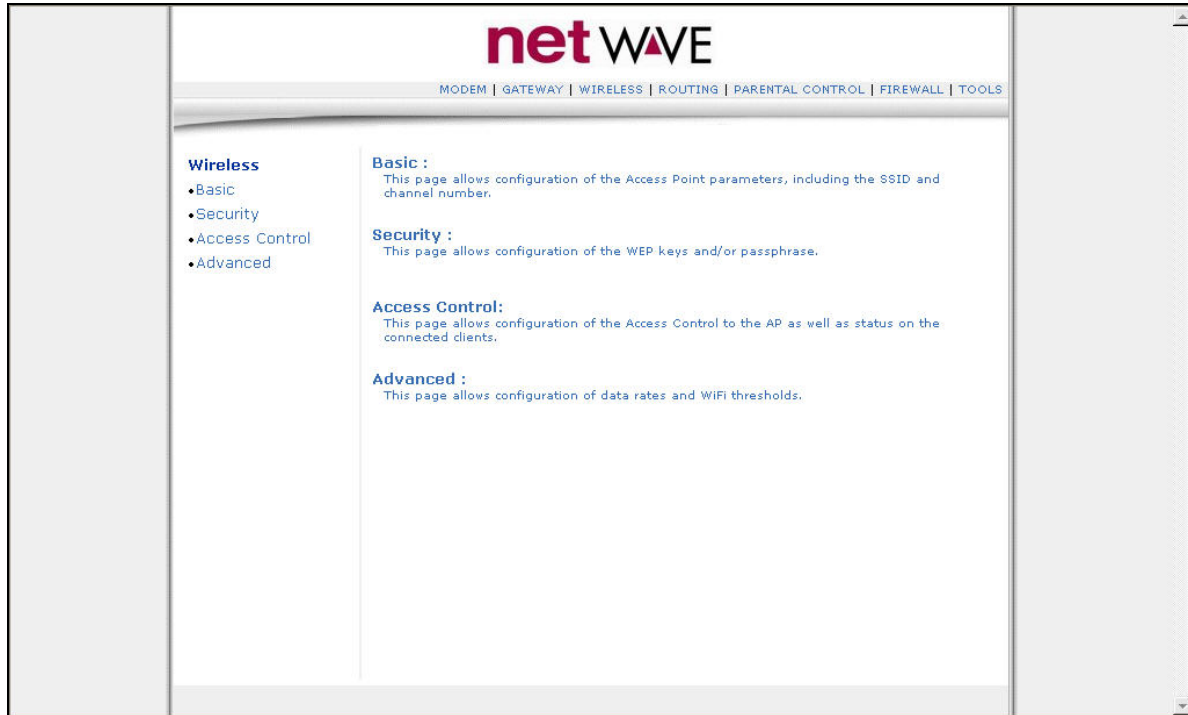 net WAVE
MODEM | GATEWAY | WIRELESS | ROUTING | PARENTAL CONTROL | FIREWALL | TOOLS
Wireless
•Basic
•Security
•Access Control
•Advanced
Basic :
This page allows configuration of the Access Point parameters, including the SSID and
channel number.
Security :
This page allows configuration of the WEP keys and/or passphrase.
Access Control:
This page allows configuration of the Access Control to the AP as well as status on the
connected clients.
Advanced :
This page allows configuration of data rates and WiFi thresholds.